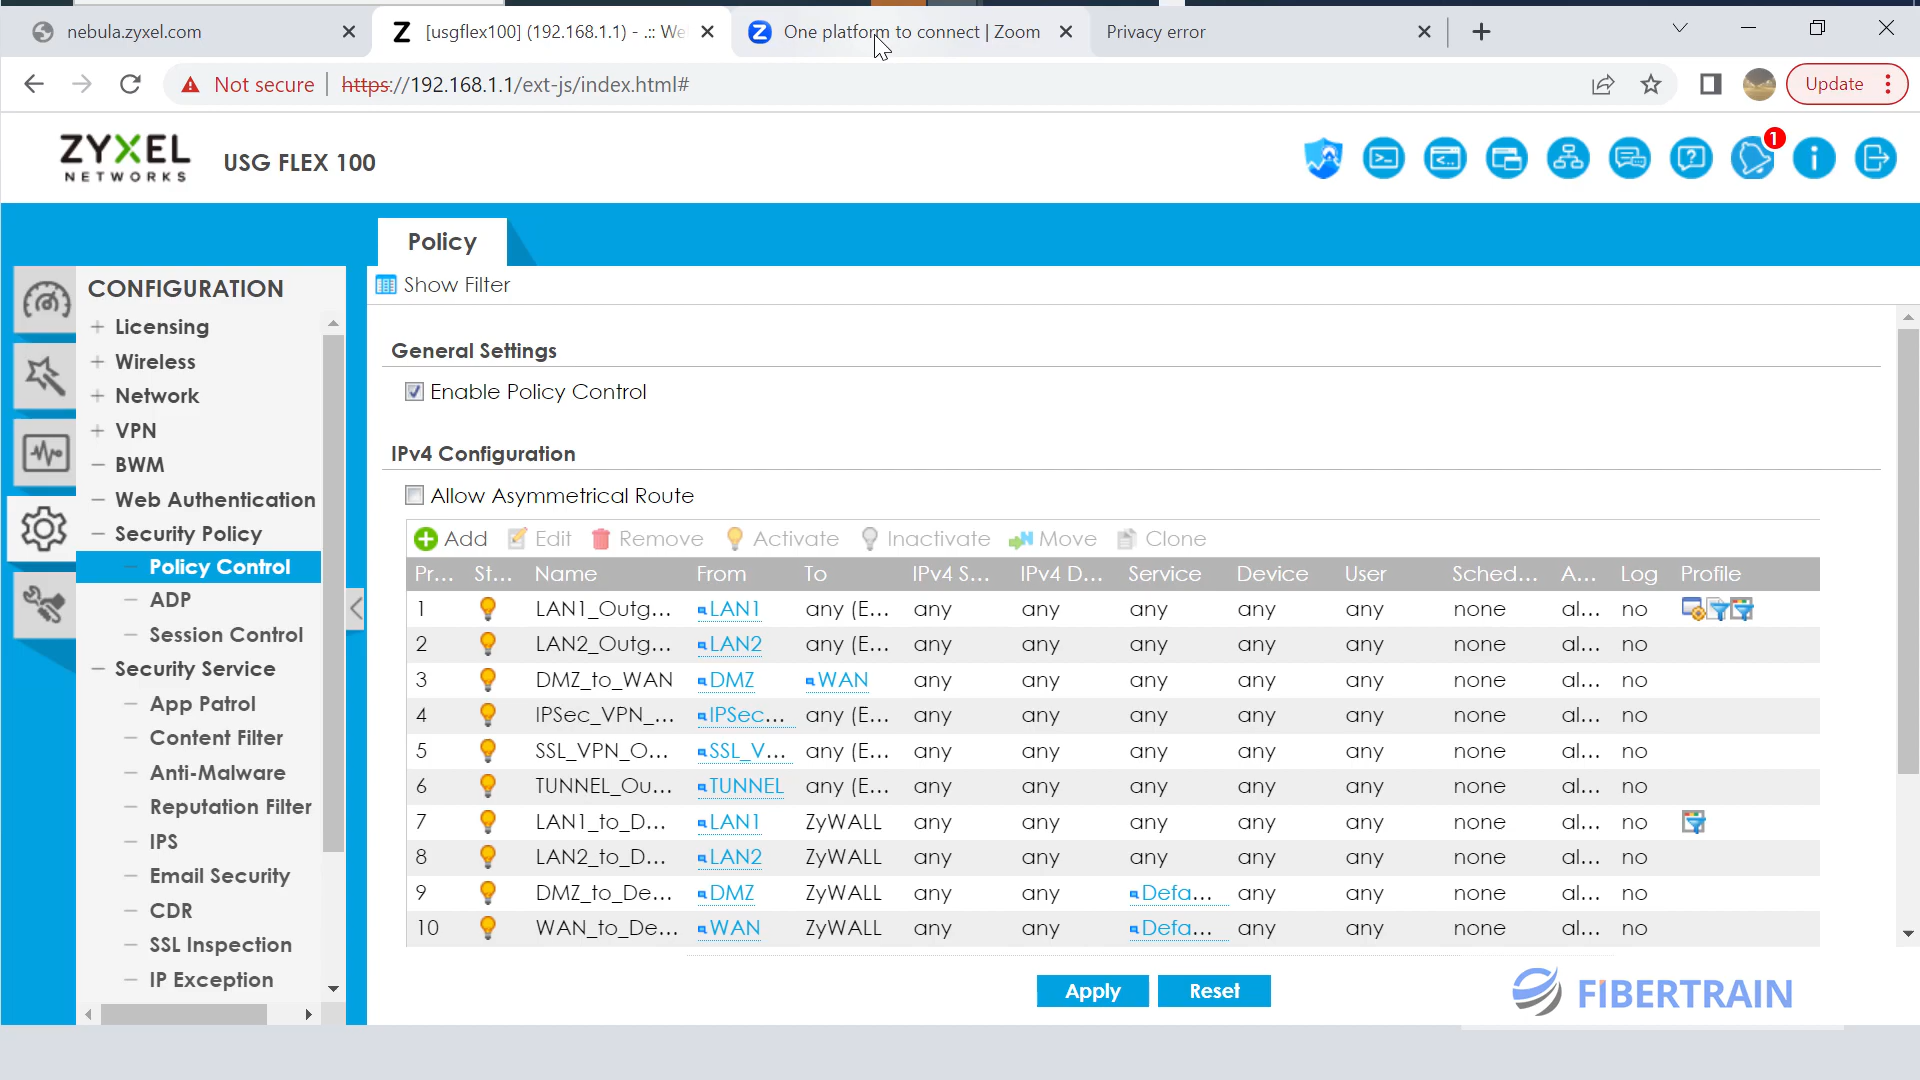 nebula.zyxel.com
[usgflex100] (192.168.1.1) - .:: We
One platform to connect | Zoom
Privacy error
Not secure
https://192.168.1.1/ext-js/index.html#
Update
ZYXEL
NETWORKS
USG FLEX 100
1
Policy
Show Filter
CONFIGURATION
Licensing
Wireless
Network
VPN
BWM
Web Authentication
Security Policy
Policy Control
ADP
Session Control
Security Service
App Patrol
Content Filter
Anti-Malware
Reputation Filter
IPS
Email Security
CDR
SSL Inspection
IP Exception
General Settings
Enable Policy Control
IPv4 Configuration
Allow Asymmetrical Route
Add Edit Remove Activate Inactivate Move Clone
Pr... St... Name From To IPv4 S... IPv4 D... Service Device User Sched... A... Log Profile
1 LAN1_Outg... LAN1 any (E... any any any any any none al... no
2 LAN2_Outg... LAN2 any (E... any any any any any none al... no
3 DMZ_to_WAN DMZ WAN any any any any any none al... no
4 IPSec_VPN_... IPSec... any (E... any any any any any none al... no
5 SSL_VPN_O... SSL_V... any (E... any any any any any none al... no
6 TUNNEL_Ou... TUNNEL any (E... any any any any any none al... no
7 LAN1_to_D... LAN1 ZyWALL any any any any any none al... no
8 LAN2_to_D... LAN2 ZyWALL any any any any any none al... no
9 DMZ_to_De... DMZ ZyWALL any any Defa... any any none al... no
10 WAN_to_De... WAN ZyWALL any any Defa... any any none al... no
Apply Reset
FIBERTRAIN